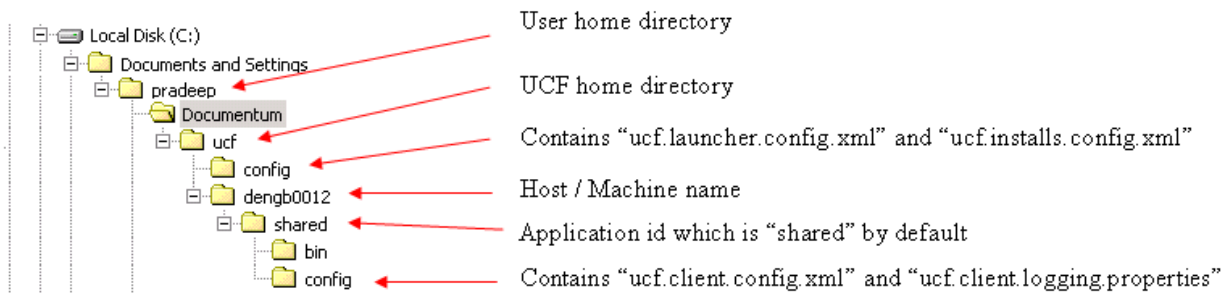 User home directory
Local Disk (C:)
Documents and Settings
pradeep
UCF home directory
Documentum
ucf
Contains “ucf.launcher.config.xml” and “ucf.installs.config.xml”
config
dengb0012
Host / Machine name
shared
Application id which is “shared” by default
bin
config
Contains “ucf.client.config.xml” and “ucf.client.logging.properties”